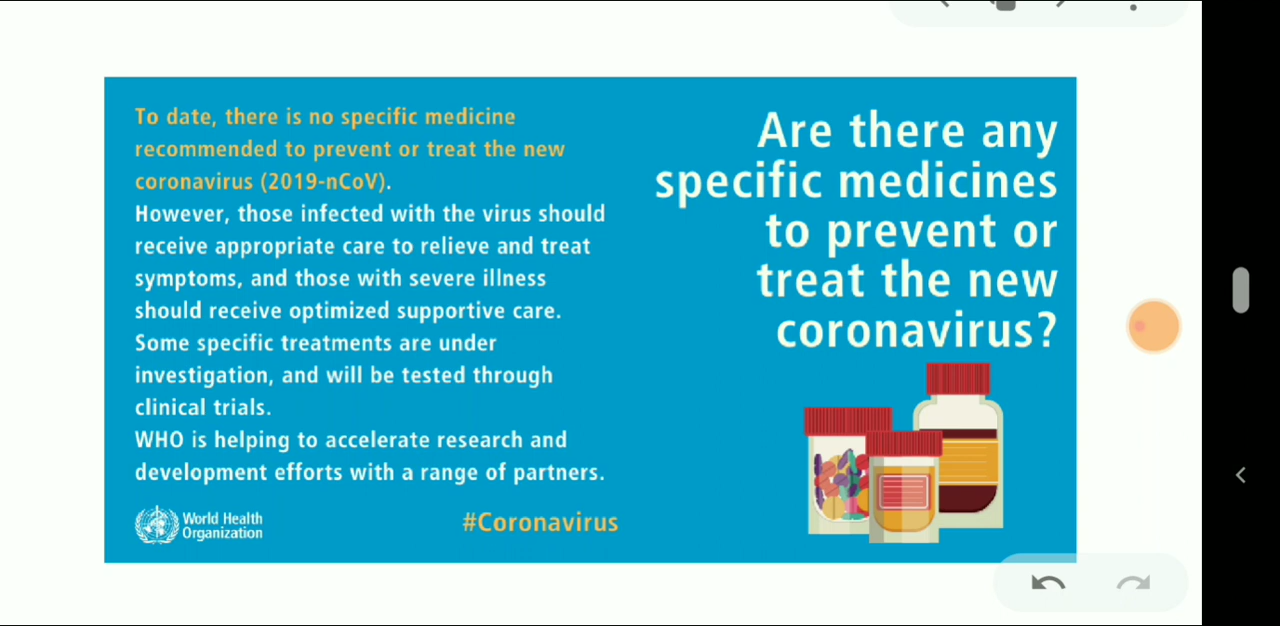 To date, there is no specific medicine
recommended to prevent or treat the new
coronavirus (2019-nCoV).
However, those infected with the virus should
receive appropriate care to relieve and treat
symptoms, and those with severe illness
should receive optimized supportive care.
Some specific treatments are under
investigation, and will be tested through
clinical trials.
WHO is helping to accelerate research and
development efforts with a range of partners.
World Health
Organization
#Coronavirus
Are there any
specific medicines
to prevent or
treat the new
coronavirus?